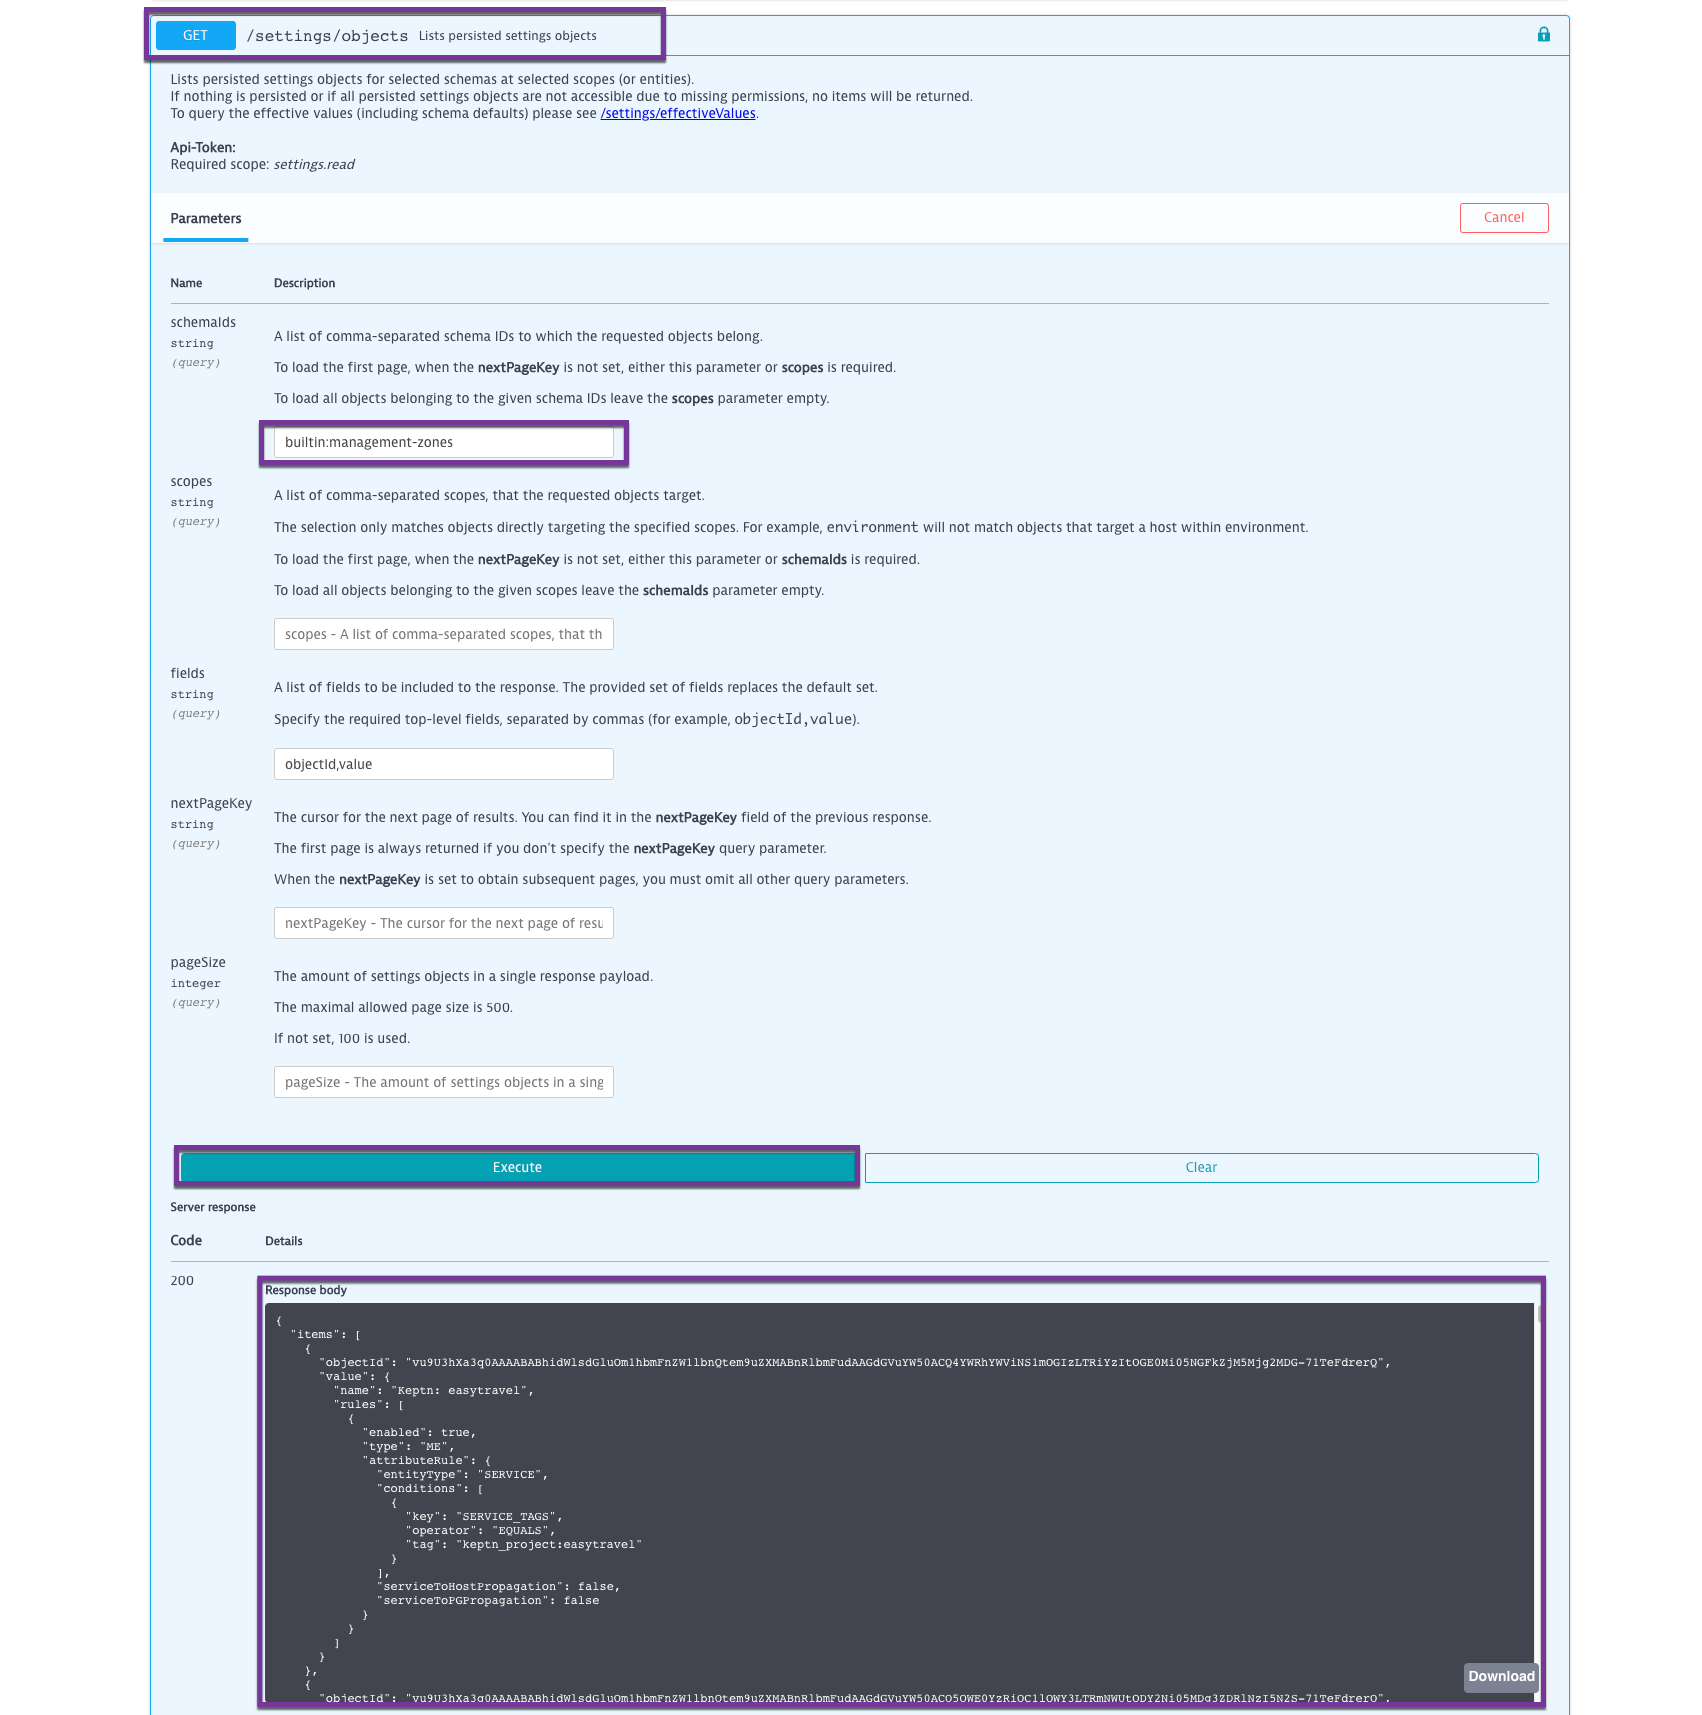 GET /settings/objects Lists persisted settings objects
Lists persisted settings objects for selected schemas at selected scopes (or entities).
If nothing is persisted or if all persisted settings objects are not accessible due to missing permissions, no items will be returned.
To query the effective values (including schema defaults) please see /settings/effectiveValues.
Api-Token:
Required scope: settings.read
Parameters
Cancel
Name Description
schemaIds
string
(query)
A list of comma-separated schema IDs to which the requested objects belong.
To load the first page, when the nextPageKey is not set, either this parameter or scopes is required.
To load all objects belonging to the given schema IDs leave the scopes parameter empty.
builtin:management-zones
scopes
string
(query)
A list of comma-separated scopes, that the requested objects target.
The selection only matches objects directly targeting the specified scopes. For example, environment will not match objects that target a host within environment.
To load the first page, when the nextPageKey is not set, either this parameter or schemaIds is required.
To load all objects belonging to the given scopes leave the schemaIds parameter empty.
scopes - A list of comma-separated scopes, that th
fields
string
(query)
A list of fields to be included to the response. The provided set of fields replaces the default set.
Specify the required top-level fields, separated by commas (for example, objectId,value).
objectId,value
nextPageKey
string
(query)
The cursor for the next page of results. You can find it in the nextPageKey field of the previous response.
The first page is always returned if you don't specify the nextPageKey query parameter.
When the nextPageKey is set to obtain subsequent pages, you must omit all other query parameters.
nextPageKey - The cursor for the next page of resu
pageSize
integer
(query)
The amount of settings objects in a single response payload.
The maximal allowed page size is 500.
If not set, 100 is used.
pageSize - The amount of settings objects in a sing
Execute
Clear
Server response
Code Details
200
Response body
{
"items": [
{
"objectId": "vu9U3hXa3q0AAAABABhidWlsdGluOm1hbmFnZW1lbnQtem9uZXMABnRlbmFudAAGdGVuYW50ACQ4YWRhYWViNS1mOGIzLTRiYzItOGE0Mi05NGFkZjM5Mjg2MDG-71TeFdrerQ",
"value": {
"name": "Keptn: easytravel",
"rules": [
{
"enabled": true,
"type": "ME",
"attributeRule": {
"entityType": "SERVICE",
"conditions": [
{
"key": "SERVICE_TAGS",
"operator": "EQUALS",
"tag": "keptn_project:easytravel"
}
],
"serviceToHostPropagation": false,
"serviceToPGPropagation": false
}
}
]
}
},
{
"objectId":
Download